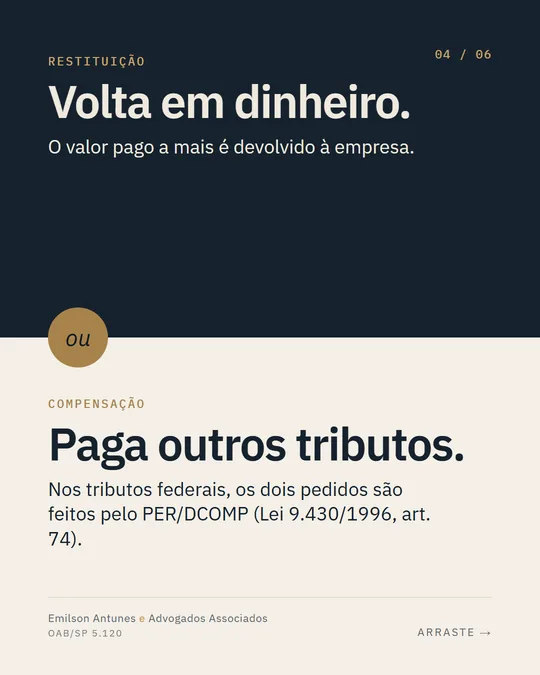 RESTITUIÇÃO
04 / 06
Volta em dinheiro.
O valor pago a mais é devolvido à empresa.
ou
COMPENSAÇÃO
Paga outros tributos.
Nos tributos federais, os dois pedidos são
feitos pelo PER/DCOMP (Lei 9.430/1996, art.
74).
Emilson Antunes e Advogados Associados
OAB/SP 5.120
ARRASTE →